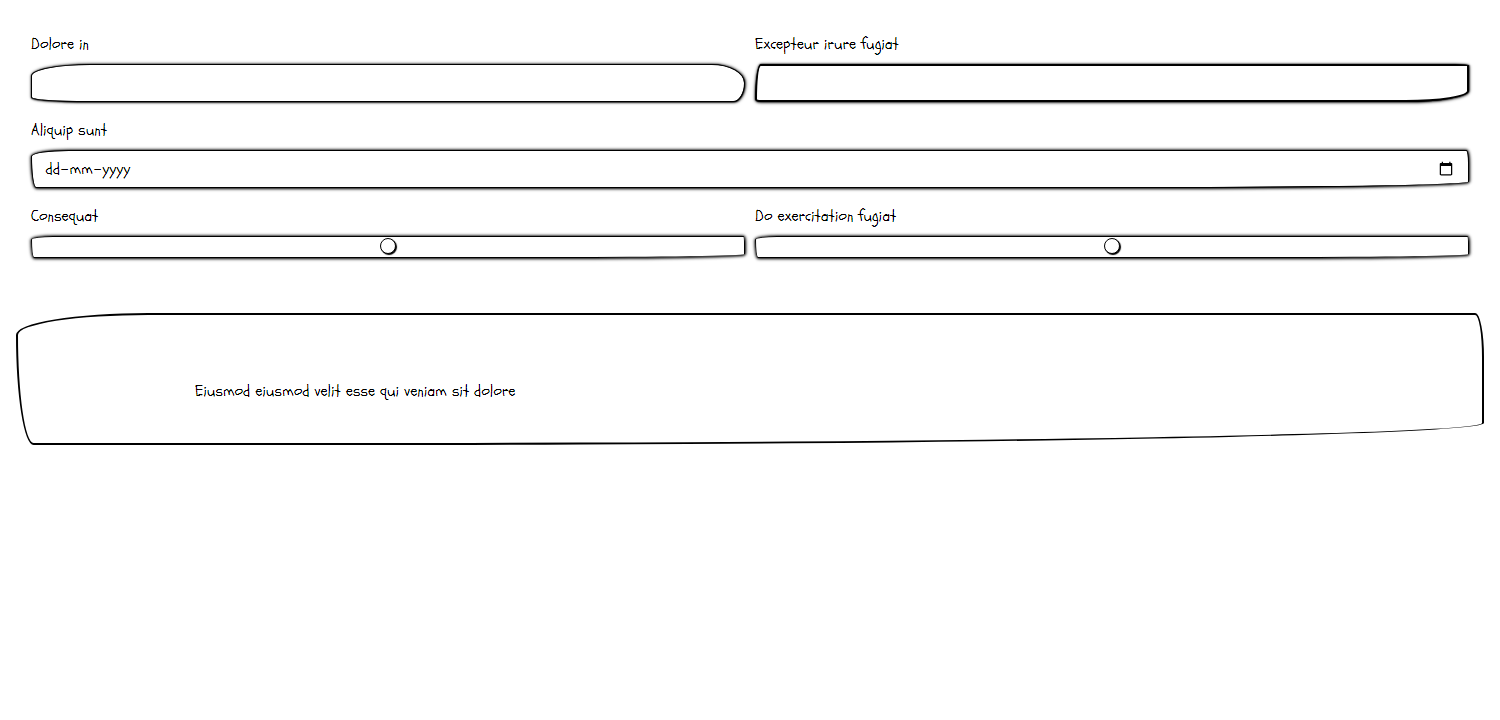 Dolore in
Excepteur irure fugiat
Aliquip sunt
dd-mm-yyyy
Consequat
Do exercitation fugiat
Eiusmod eiusmod velit esse qui veniam sit dolore